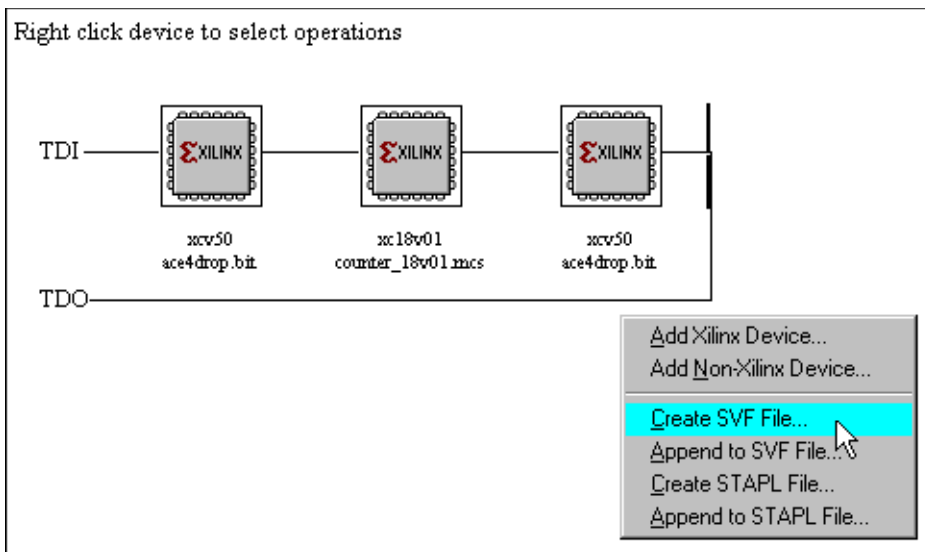 Right click device to select operations
TDI
XILINX
XILINX
XILINX
xcv50
ace4drop.bit
xc18v01
counter_18v01.mcs
xcv50
ace4drop.bit
TDO
Add Xilinx Device...
Add Non-Xilinx Device...
Create SVF File...
Append to SVF File...
Create STAPL File...
Append to STAPL File...